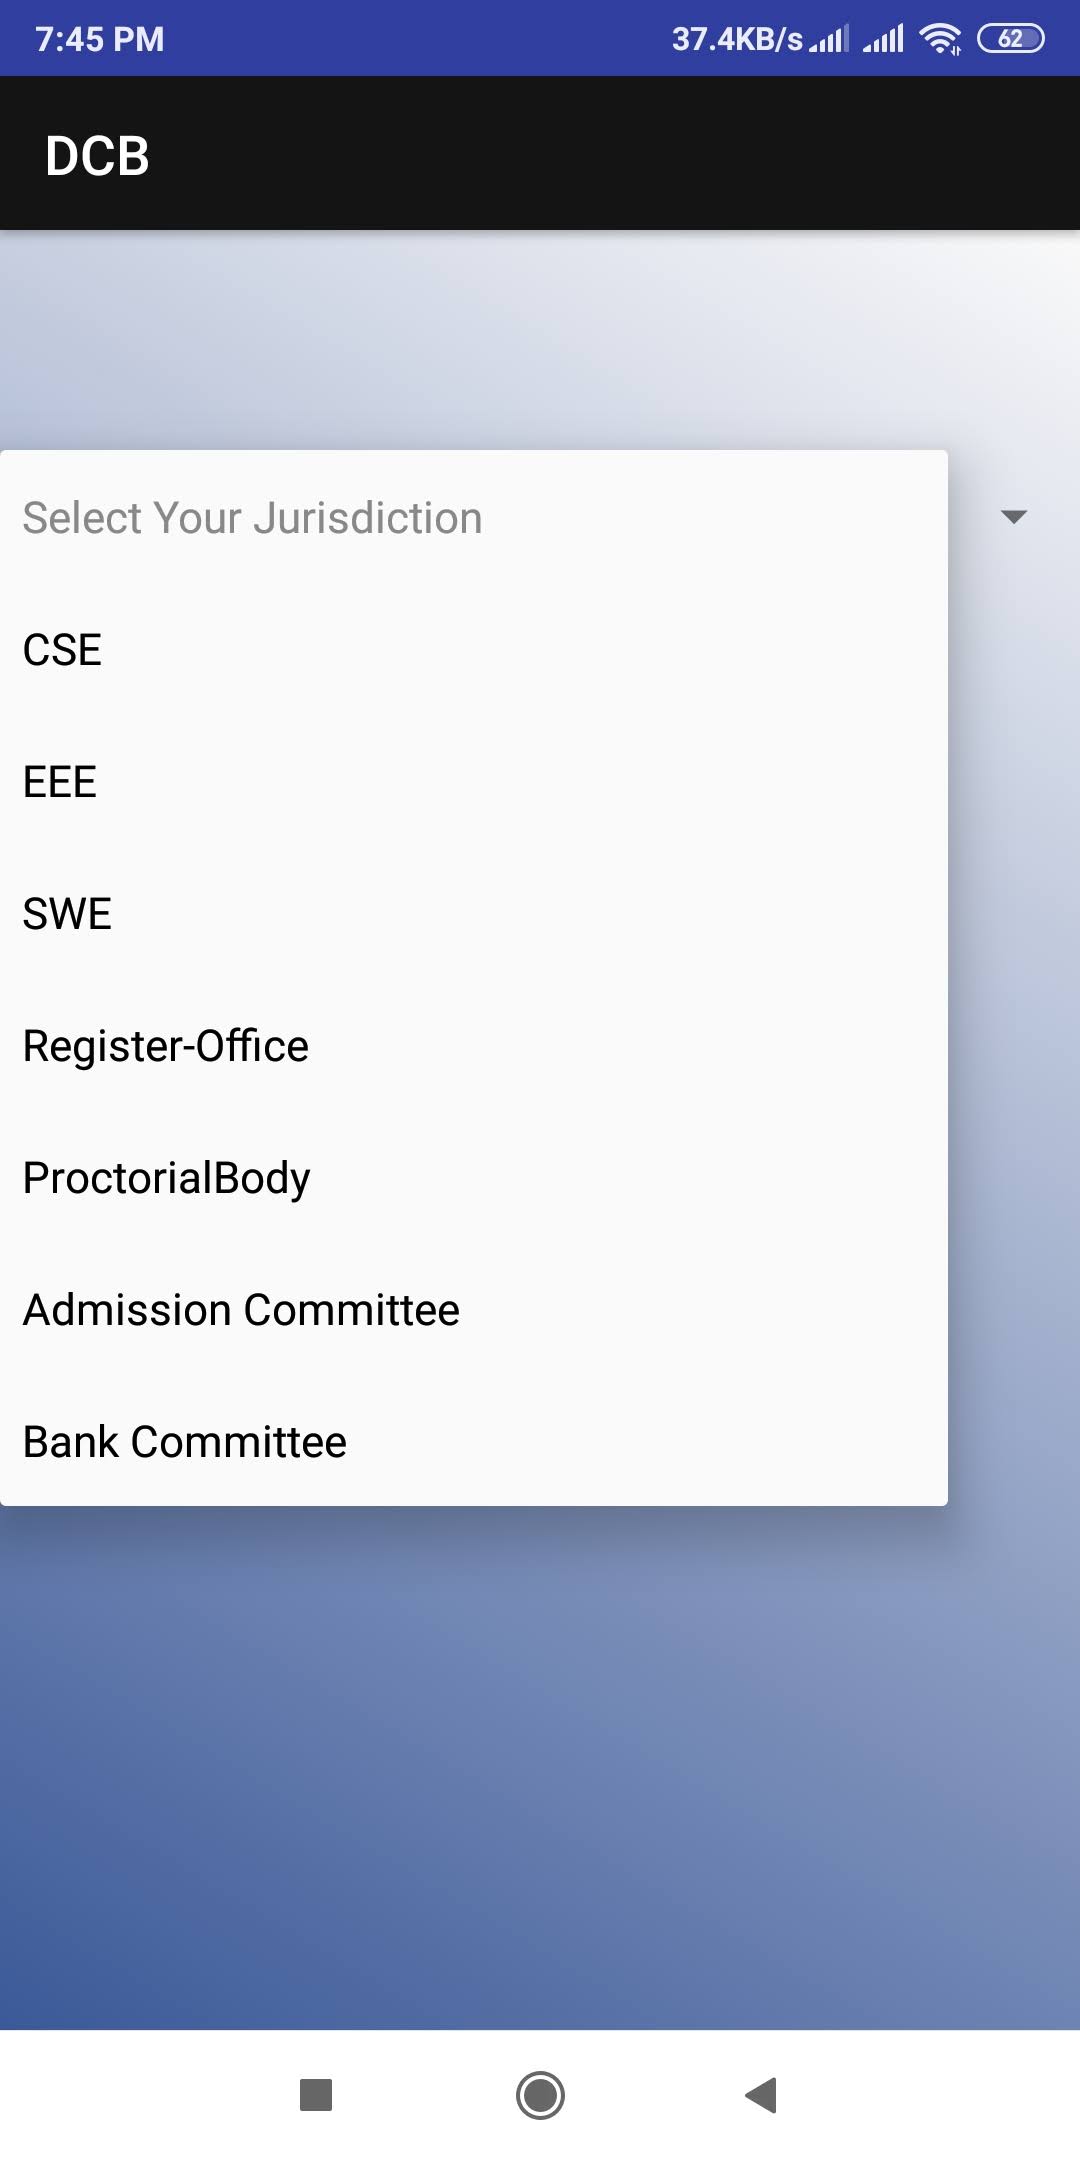 7:45 PM 37.4KB/s 62
DCB
Select Your Jurisdiction
CSE
EEE
SWE
Register-Office
ProctorialBody
Admission Committee
Bank Committee